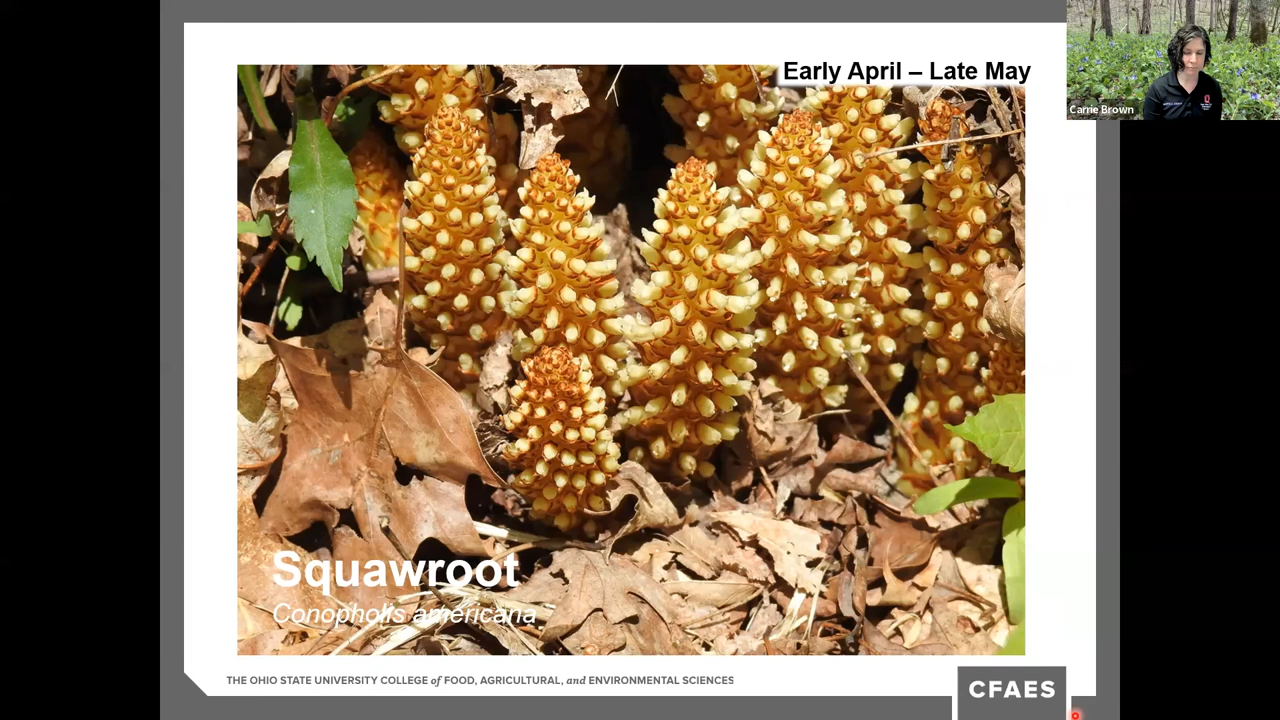 Early April – Late May
Carrie Brown
Squawroot
Conopholis americana
THE OHIO STATE UNIVERSITY COLLEGE of FOOD, AGRICULTURAL, and ENVIRONMENTAL SCIENCES
CFAES